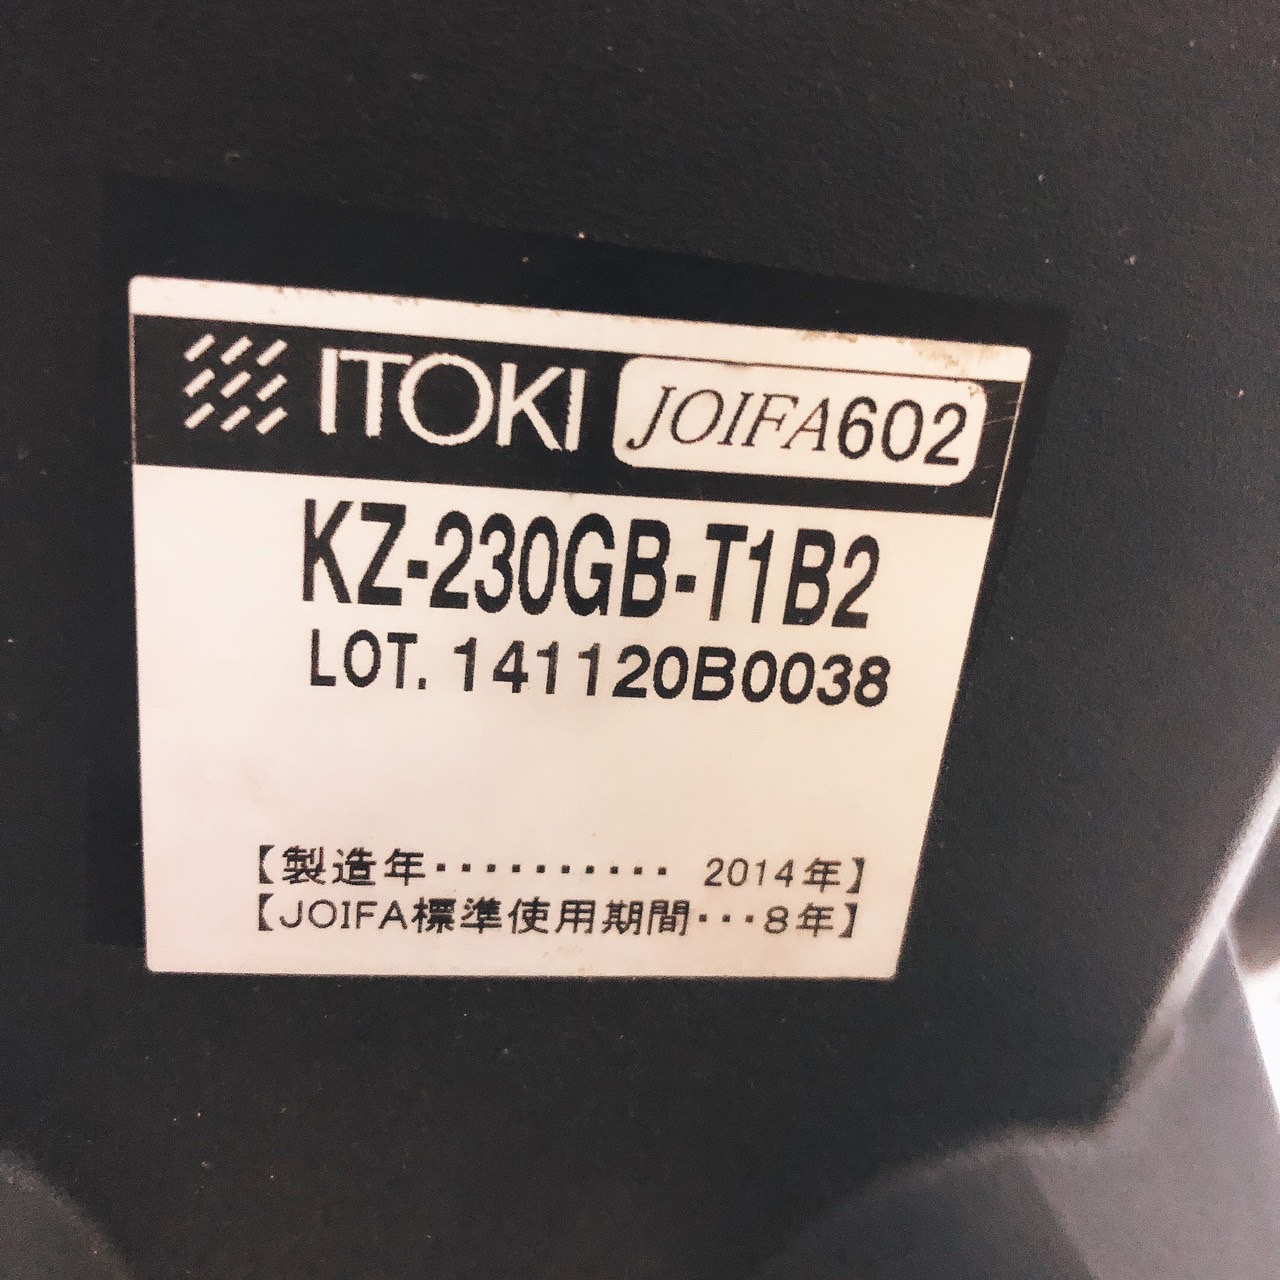 ITOKI JOIFA602
KZ-230GB-T1B2
LOT. 141120B0038
【製造年・・・・・・・・・・ 2014年】
【JOIFA標準使用期間・・・8年】